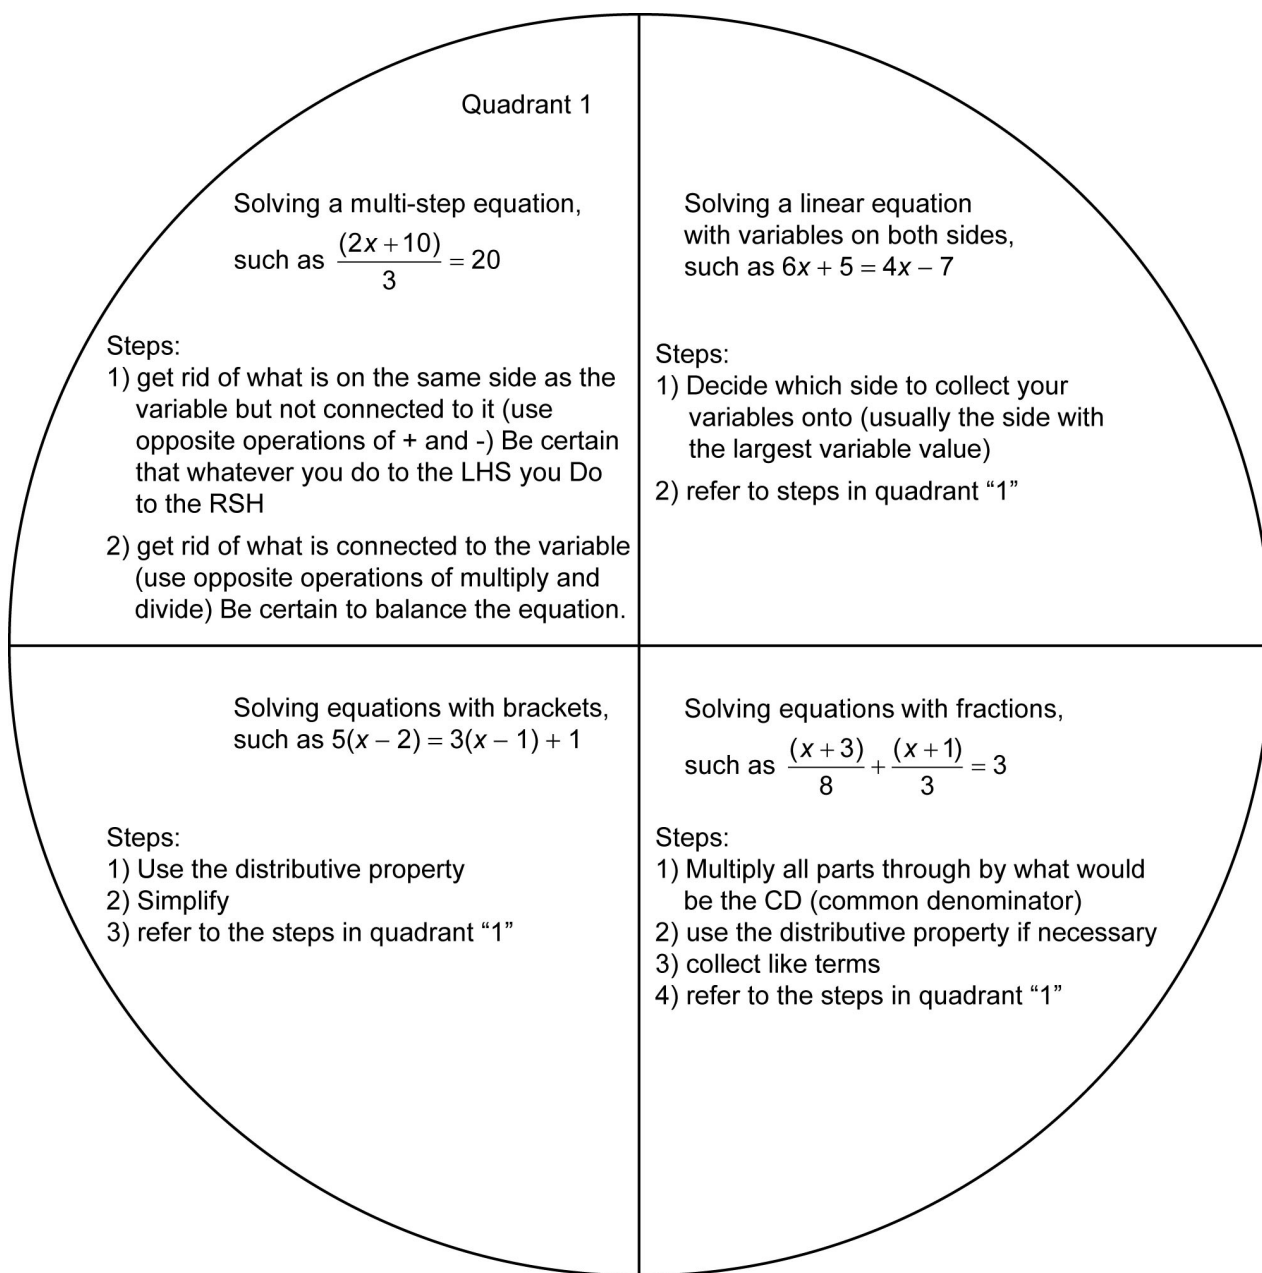 Quadrant 1
Solving a multi-step equation,
such as (2x + 10)/3 = 20
Steps:
1) get rid of what is on the same side as the
variable but not connected to it (use
opposite operations of + and -) Be certain
that whatever you do to the LHS you Do
to the RSH
2) get rid of what is connected to the variable
(use opposite operations of multiply and
divide) Be certain to balance the equation.
Solving a linear equation
with variables on both sides,
such as 6x + 5 = 4x – 7
Steps:
1) Decide which side to collect your
variables onto (usually the side with
the largest variable value)
2) refer to steps in quadrant “1”
Solving equations with brackets,
such as 5(x – 2) = 3(x – 1) + 1
Steps:
1) Use the distributive property
2) Simplify
3) refer to the steps in quadrant “1”
Solving equations with fractions,
such as (x + 3)/8 + (x + 1)/3 = 3
Steps:
1) Multiply all parts through by what would
be the CD (common denominator)
2) use the distributive property if necessary
3) collect like terms
4) refer to the steps in quadrant “1”